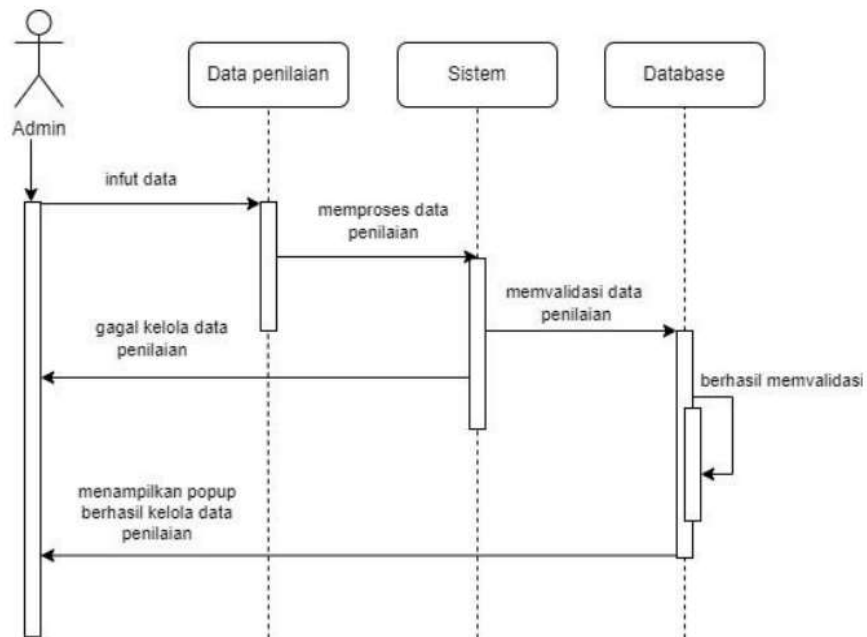 Admin
Data penilaian
Sistem
Database
infut data
memproses data
penilaian
memvalidasi data
penilaian
gagal kelola data
penilaian
berhasil memvalidasi
menampilkan popup
berhasil kelola data
penilaian